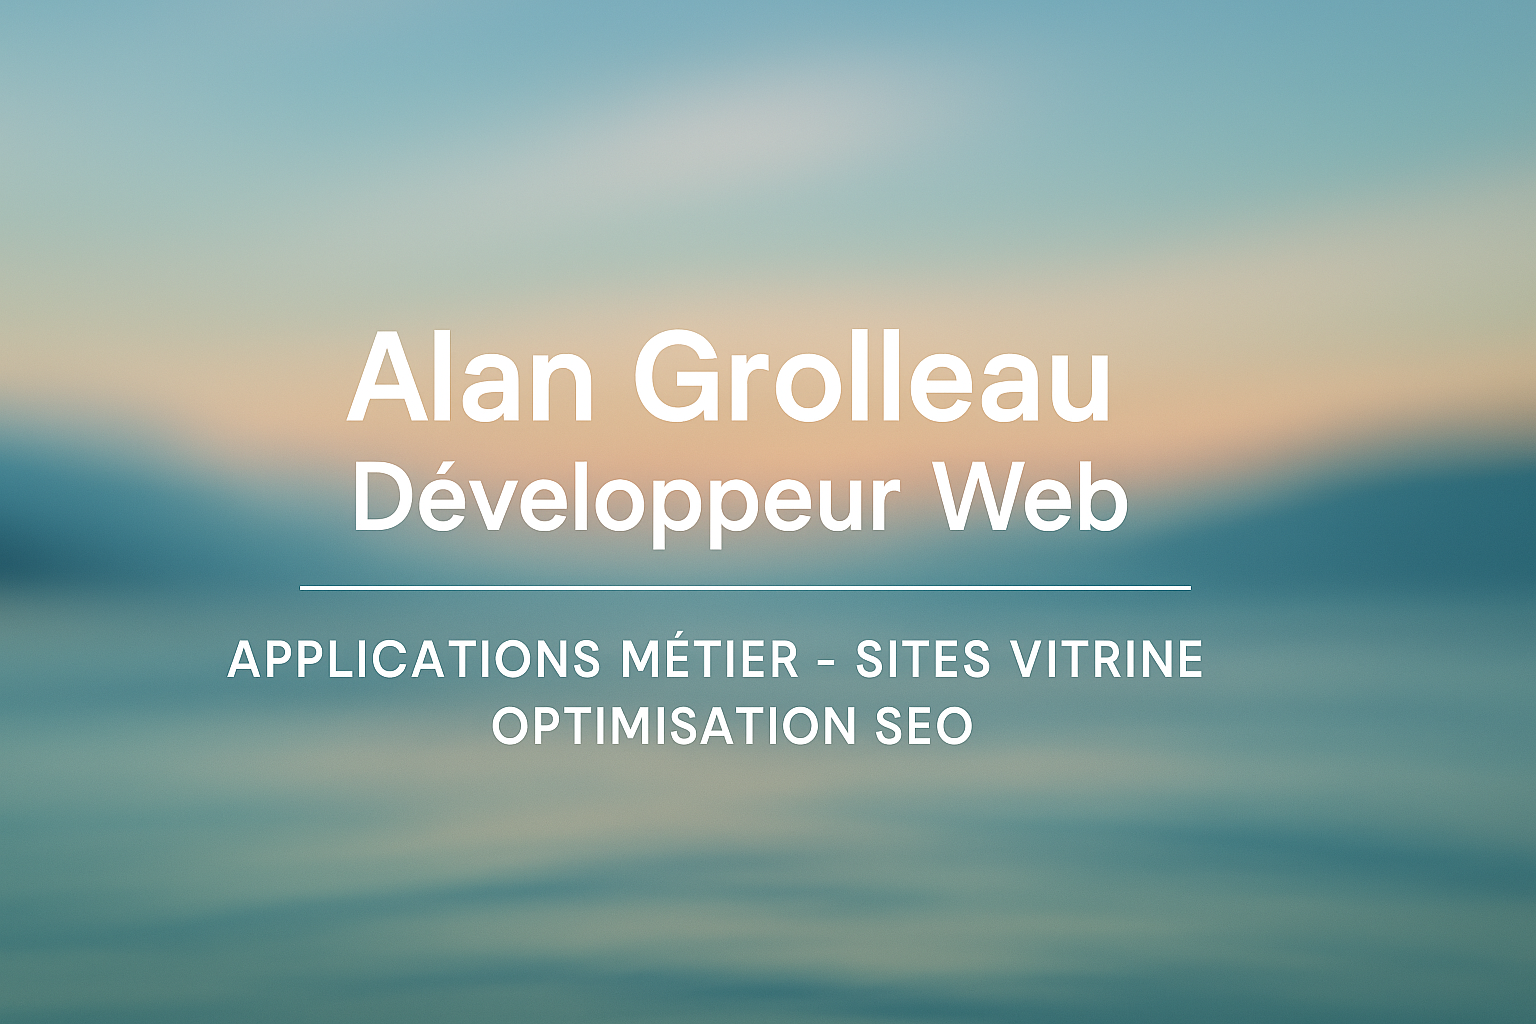 Alan Grolleau
Développeur Web
APPLICATIONS MÉTIER - SITES VITRINE
OPTIMISATION SEO